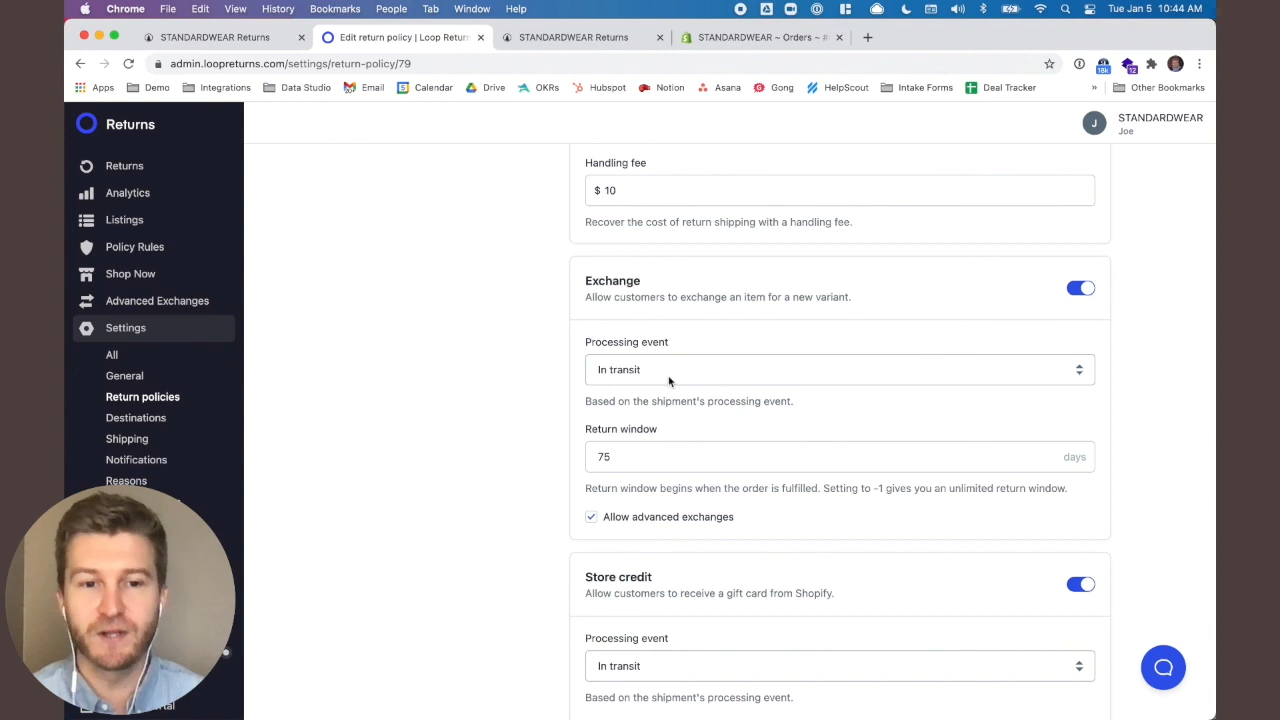 Chrome File Edit View History Bookmarks People Tab Window Help Tue Jan 5 10:44 AM
STANDARDWEAR Returns
Edit return policy | Loop Return
STANDARDWEAR Returns
STANDARDWEAR ~ Orders ~
admin.loopreturns.com/settings/return-policy/79
18k
12
Apps Demo Integrations Data Studio Email Calendar Drive OKRs Hubspot Notion Asana Gong HelpScout Intake Forms Deal Tracker » Other Bookmarks
Returns
J
STANDARDWEAR
Joe
Returns
Analytics
Listings
Policy Rules
Shop Now
Advanced Exchanges
Settings
All
General
Return policies
Destinations
Shipping
Notifications
Reasons
Handling fee
$ 10
Recover the cost of return shipping with a handling fee.
Exchange
Allow customers to exchange an item for a new variant.
Processing event
In transit
Based on the shipment's processing event.
Return window
75 days
Return window begins when the order is fulfilled. Setting to -1 gives you an unlimited return window.
Allow advanced exchanges
Store credit
Allow customers to receive a gift card from Shopify.
Processing event
In transit
Based on the shipment's processing event.